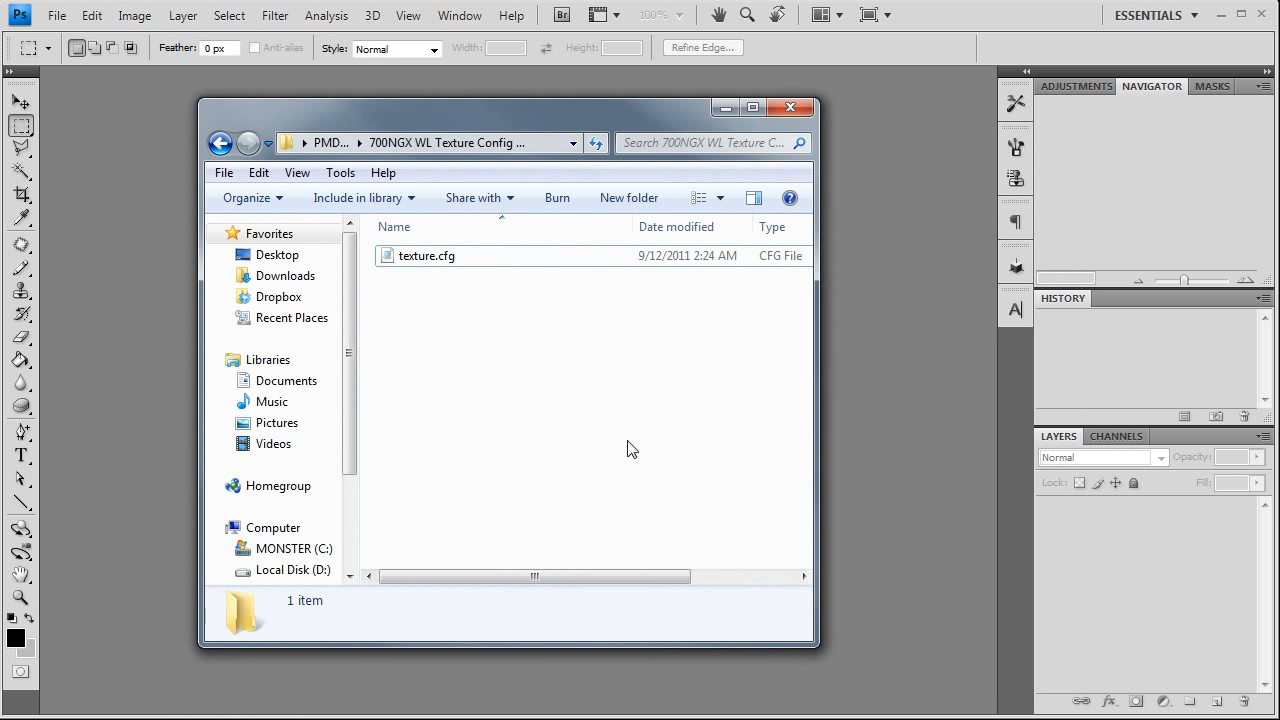 Ps File Edit Image Layer Select Filter Analysis 3D View Window Help Br 100% ESSENTIALS
Feather: 0 px Anti-alias Style: Normal Width: Height: Refine Edge...
ADJUSTMENTS NAVIGATOR MASKS
PMD... 700NGX WL Texture Config ... Search 700NGX WL Texture C...
File Edit View Tools Help
Organize Include in library Share with Burn New folder
Name Date modified Type
texture.cfg 9/12/2011 2:24 AM CFG File
Favorites
Desktop
Downloads
Dropbox
Recent Places
Libraries
Documents
Music
Pictures
Videos
Homegroup
Computer
MONSTER (C:)
Local Disk (D:)
1 item
HISTORY
LAYERS CHANNELS
Normal Opacity:
Lock: Fill: